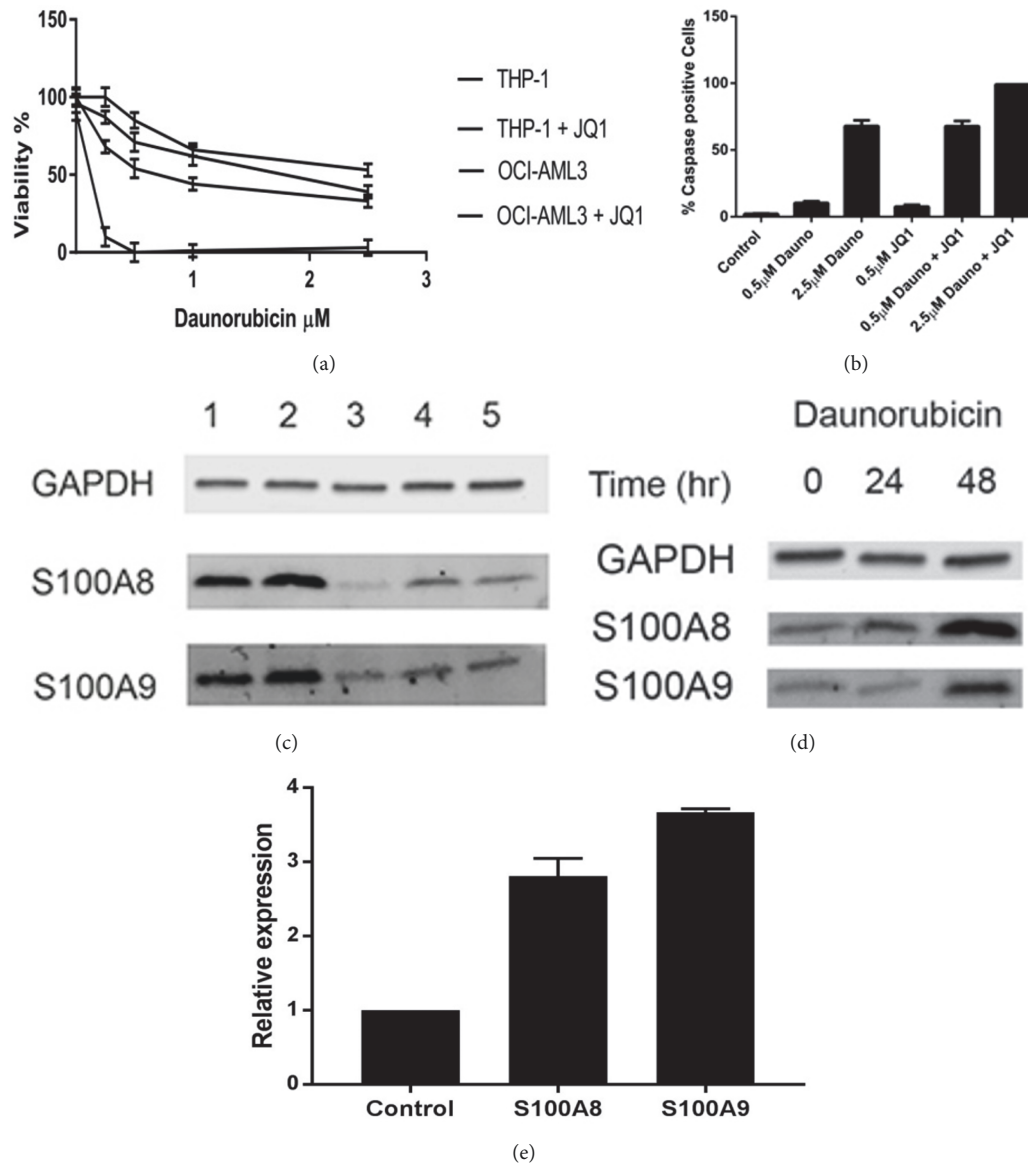 150
100
50
0
Viability %
1
2
3
Daunorubicin μM
THP-1
THP-1 + JQ1
OCI-AML3
OCI-AML3 + JQ1
(a)
150
100
50
0
% Caspase positive Cells
Control
0.5μM Dauno
2.5μM Dauno
0.5μM JQ1
0.5μM Dauno + JQ1
2.5μM Dauno + JQ1
(b)
1 2 3 4 5
GAPDH
S100A8
S100A9
(c)
Daunorubicin
Time (hr) 0 24 48
GAPDH
S100A8
S100A9
(d)
4
3
2
1
0
Relative expression
Control S100A8 S100A9
(e)